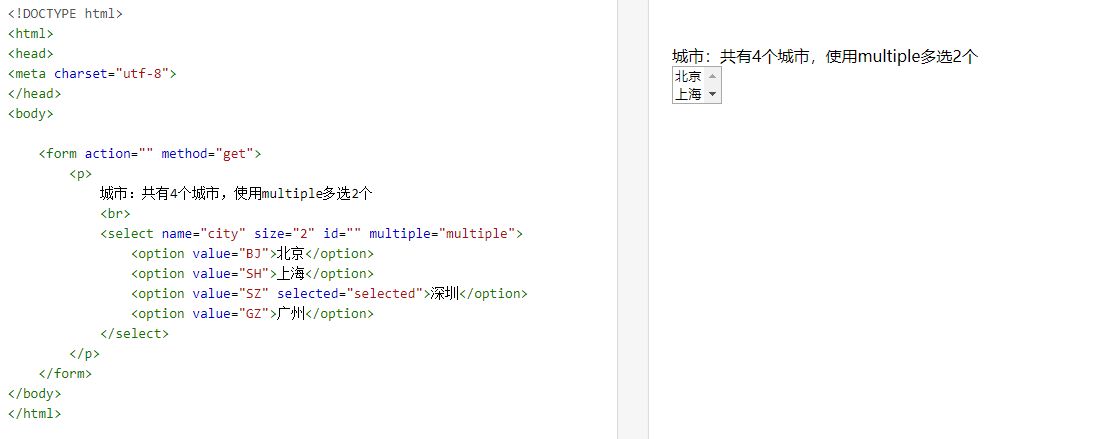 <!DOCTYPE html>
<html>
<head>
<meta charset="utf-8">
</head>
<body>
<form action="" method="get">
<p>
城市：共有4个城市，使用multiple多选2个
<br>
<select name="city" size="2" id="" multiple="multiple">
<option value="BJ">北京</option>
<option value="SH">上海</option>
<option value="SZ" selected="selected">深圳</option>
<option value="GZ">广州</option>
</select>
</p>
</form>
</body>
</html>
城市：共有4个城市，使用multiple多选2个
北京
上海